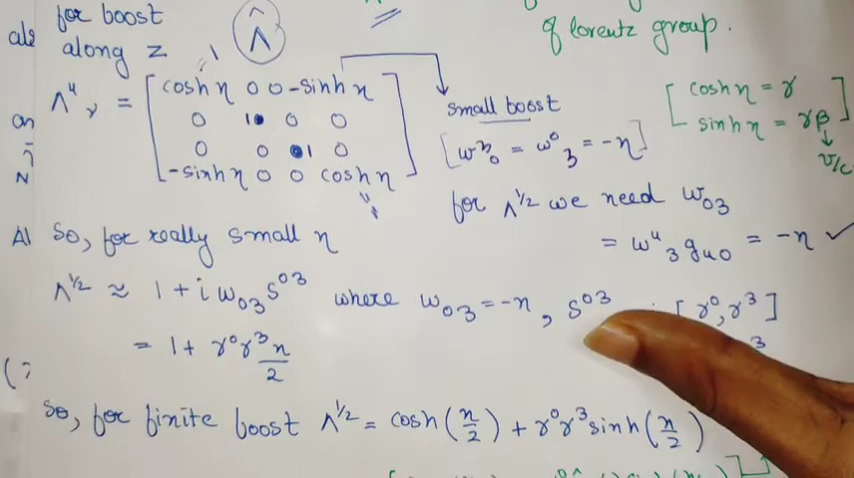 for boost
along z
Λ̂
of lorentz group.
Λ^μ_ν = [ cosh η 0 0 -sinh η
0 1 0 0
0 0 1 0
-sinh η 0 0 cosh η ]
small boost
[ω^3_0 = ω^0_3 = -η]
[ cosh η = γ
sinh η = γβ ]
v/c
for Λ^1/2 we need ω_03
= ω^μ_3 g_μ0 = -η ✓
So, for really small η
Λ^1/2 ≈ 1 + i ω_03 S^03 where ω_03 = -η, S^03 [γ^0, γ^3]
= 1 + γ^0 γ^3 η/2
So, for finite boost Λ^1/2 = cosh(η/2) + γ^0 γ^3 sinh(η/2)